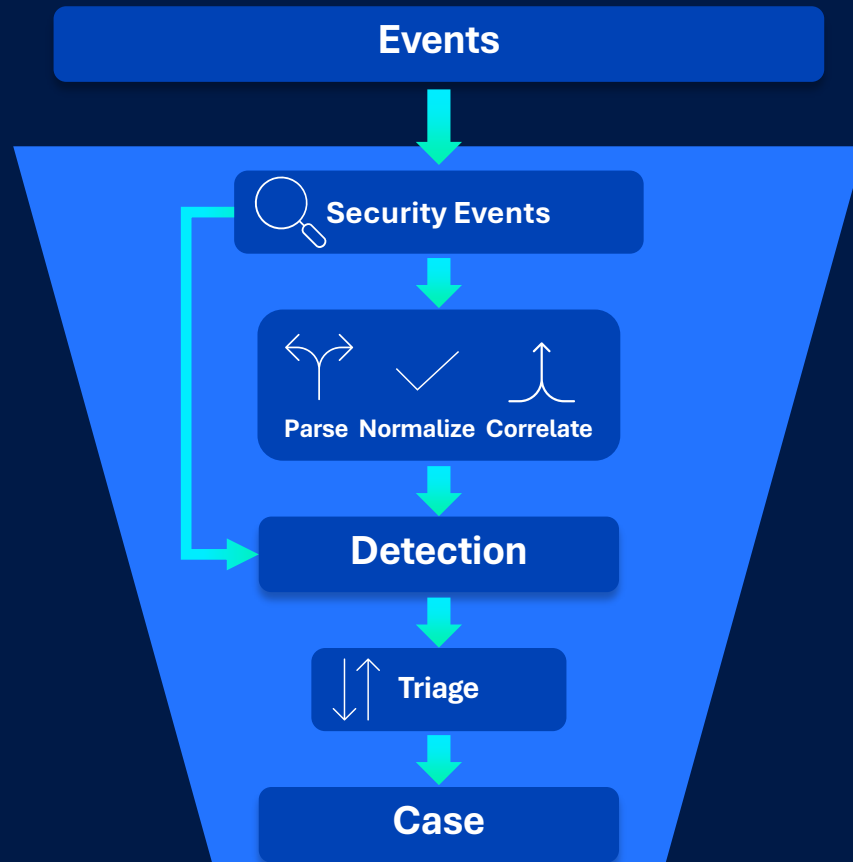 Events
Security Events
Parse Normalize Correlate
Detection
Triage
Case